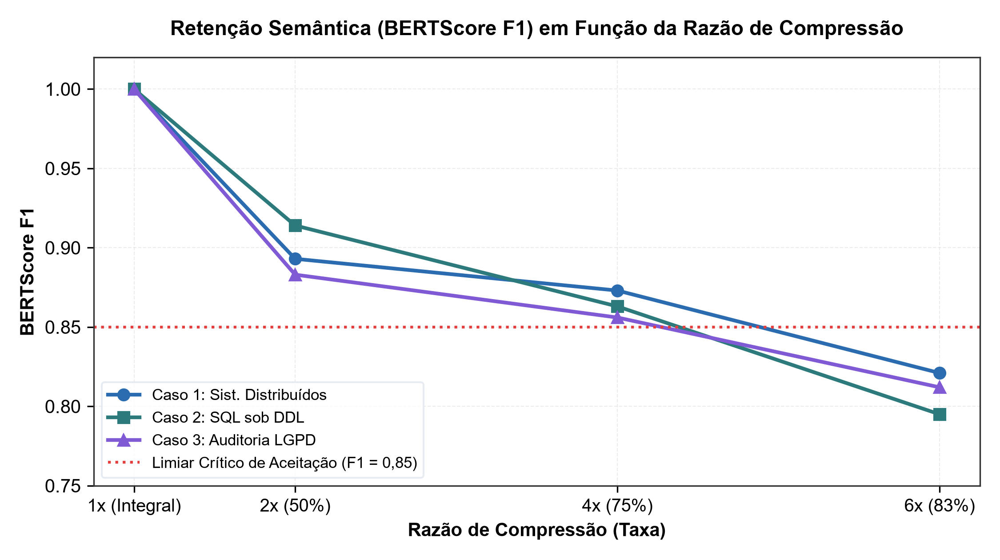 Retenção Semântica (BERTScore F1) em Função da Razão de Compressão
BERTScore F1
1.00
0.95
0.90
0.85
0.80
0.75
Caso 1: Sist. Distribuídos
Caso 2: SQL sob DDL
Caso 3: Auditoria LGPD
Limiar Crítico de Aceitação (F1 = 0,85)
1x (Integral)
2x (50%)
4x (75%)
6x (83%)
Razão de Compressão (Taxa)